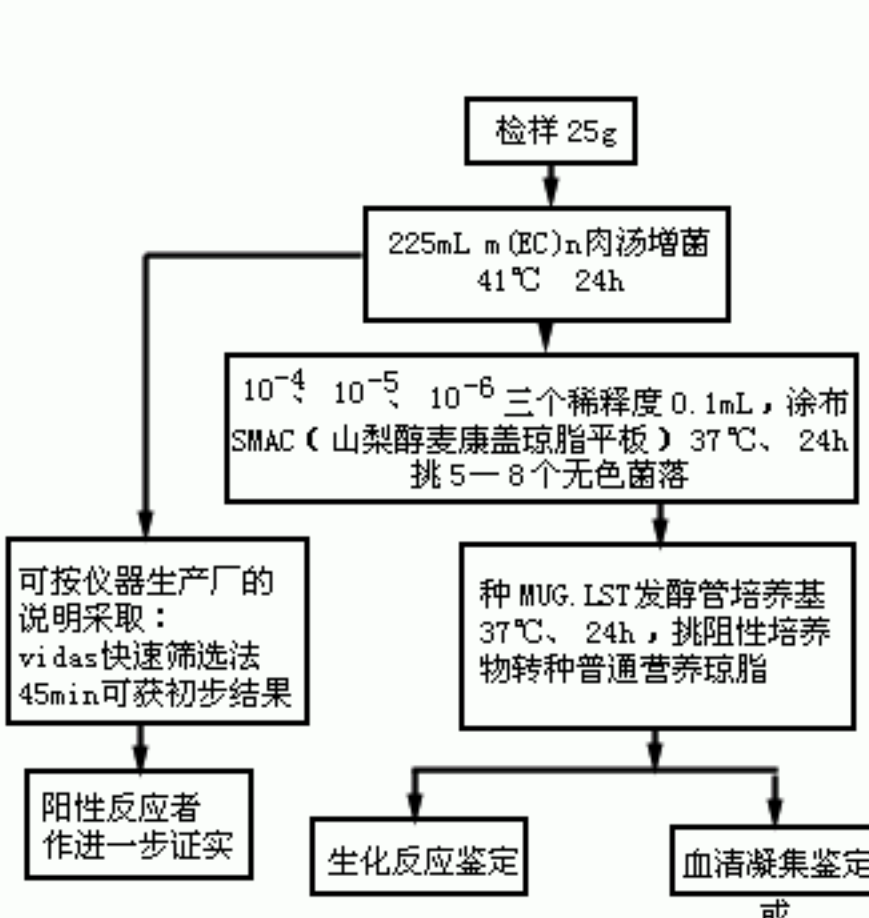 检样 25g
225mL m(EC)n肉汤增菌
41℃ 24h
10⁻⁴、10⁻⁵、10⁻⁶三个稀释度0.1mL，涂布
SMAC（山梨醇麦康盖琼脂平板）37℃、24h
挑5—8个无色菌落
可按仪器生产厂的
说明采取：
vidas快速筛选法
45min可获初步结果
种MUG.LST发醇管培养基
37℃、24h，挑阻性培养
物转种普通营养琼脂
阳性反应者
作进一步证实
生化反应鉴定
血清凝集鉴定
或